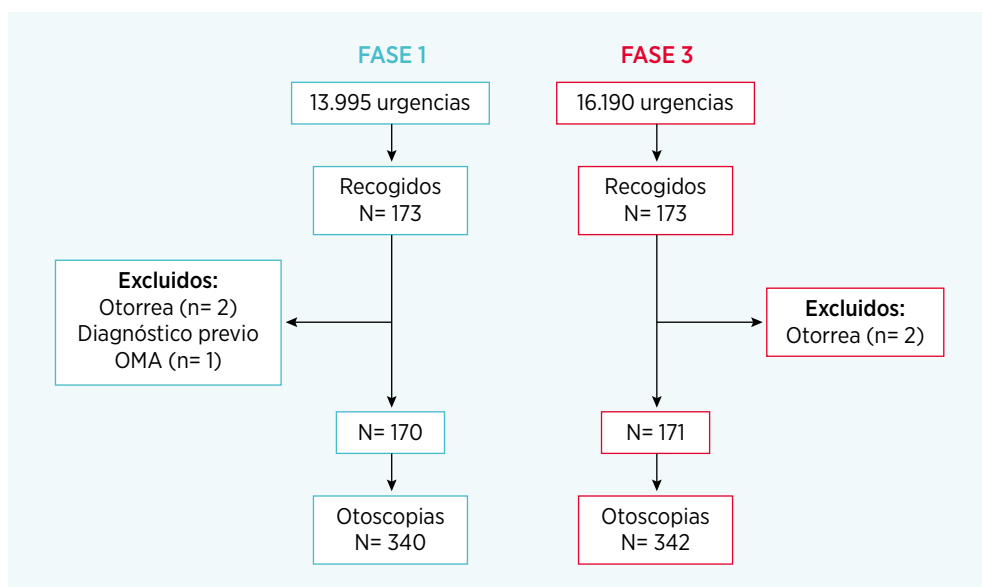 FASE 1
13.995 urgencias
Recogidos
N= 173
Excluidos:
Otorrea (n= 2)
Diagnóstico previo
OMA (n= 1)
N= 170
Otoscopias
N= 340
FASE 3
16.190 urgencias
Recogidos
N= 173
Excluidos:
Otorrea (n= 2)
N= 171
Otoscopias
N= 342